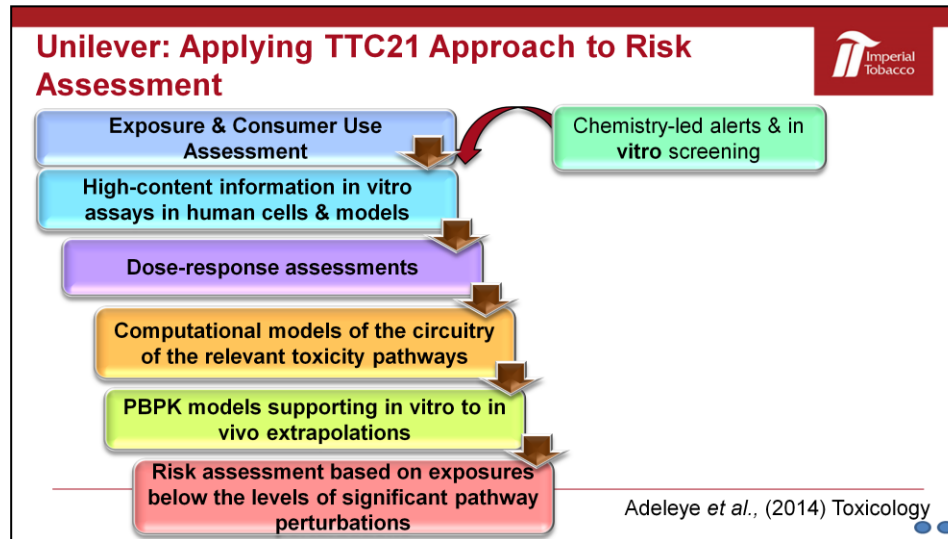 Unilever: Applying TTC21 Approach to Risk
Assessment
Imperial
Tobacco
Exposure & Consumer Use
Assessment
Chemistry-led alerts & in
vitro screening
High-content information in vitro
assays in human cells & models
Dose-response assessments
Computational models of the circuitry
of the relevant toxicity pathways
PBPK models supporting in vitro to in
vivo extrapolations
Risk assessment based on exposures
below the levels of significant pathway
perturbations
Adeleye et al., (2014) Toxicology